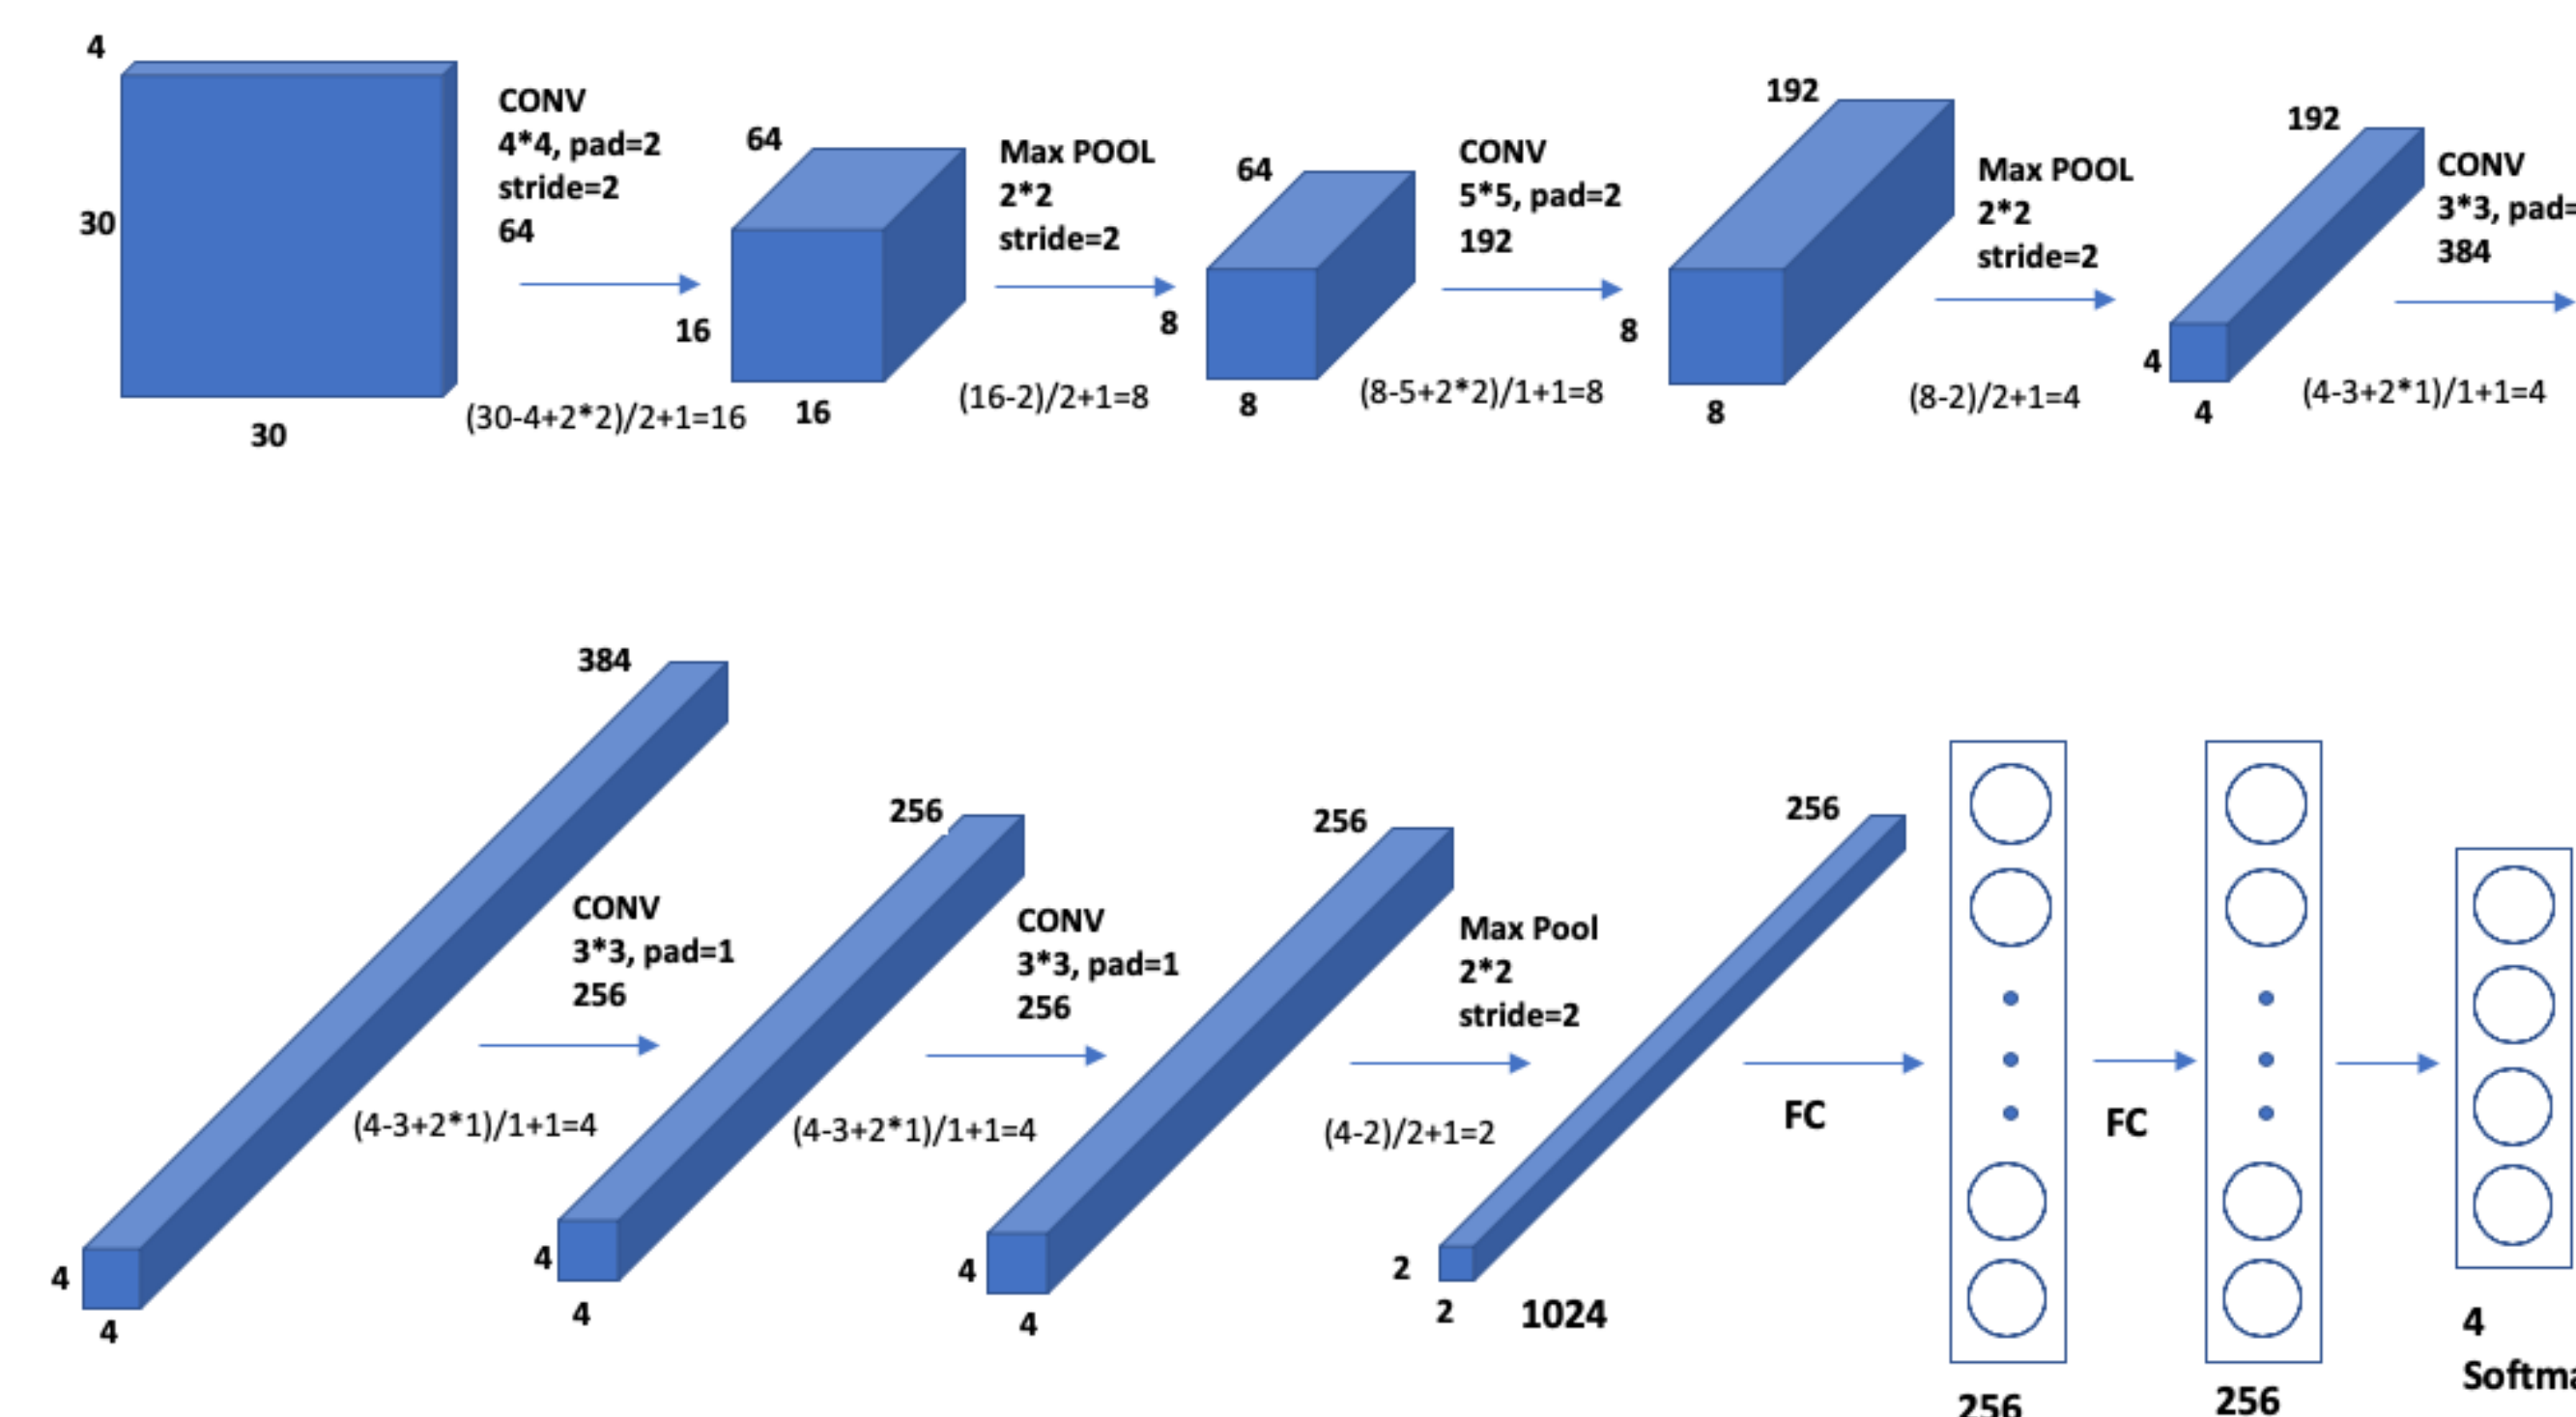 4
30
30
CONV
4*4, pad=2
stride=2
64
(30-4+2*2)/2+1=16
64
16
16
Max POOL
2*2
stride=2
(16-2)/2+1=8
64
8
8
CONV
5*5, pad=2
192
(8-5+2*2)/1+1=8
192
8
8
Max POOL
2*2
stride=2
(8-2)/2+1=4
192
4
4
CONV
3*3, pad=
384
(4-3+2*1)/1+1=4
384
4
4
CONV
3*3, pad=1
256
(4-3+2*1)/1+1=4
256
4
4
CONV
3*3, pad=1
256
(4-3+2*1)/1+1=4
256
4
4
Max Pool
2*2
stride=2
(4-2)/2+1=2
256
2
2
1024
FC
256
FC
256
4
Softma